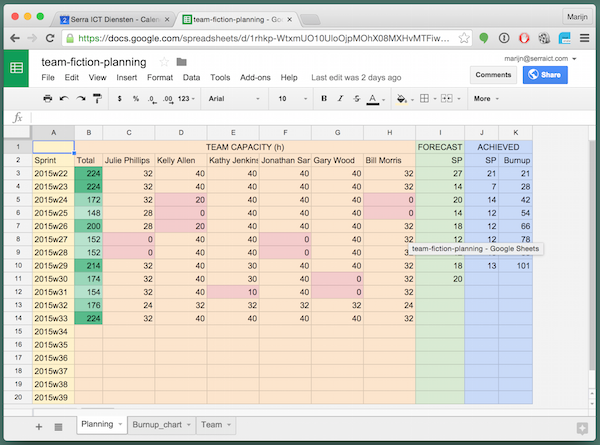 Serra ICT Diensten - Calen
team-fiction-planning - Goo
Marijn
https://docs.google.com/spreadsheets/d/1rhkp-WtxmUO10UloOjpMOhX08MXHvMTFiw...
team-fiction-planning
marijn@serraict.com
File Edit View Insert Format Data Tools Add-ons Help Last edit was 2 days ago
Comments Share
$ % .0 .00 123 Arial 10 B I S A More
fx
A B C D E F G H I J K
1 TEAM CAPACITY (h) FORECAST ACHIEVED
2 Sprint Total Julie Phillips Kelly Allen Kathy Jenkins Jonathan Sar Gary Wood Bill Morris SP SP Burnup
3 2015w22 224 32 40 40 40 40 32 27 21 21
4 2015w23 224 32 40 40 40 40 32 14 7 28
5 2015w24 172 32 20 40 40 40 0 20 14 42
6 2015w25 148 28 0 40 40 40 0 14 12 54
7 2015w26 200 28 20 40 40 40 32 18 12 66
8 2015w27 152 0 40 40 0 40 32 12 12 78
9 2015w28 152 0 40 40 0 40 32
team-fiction-planning - Google Sheets
10 2015w29 214 32 40 30 40 40 32 18 13 101
11 2015w30 174 32 40 30 40 0 32 20
12 2015w31 154 32 40 10 40 0 32
13 2015w32 176 24 32 32 32 32 24
14 2015w33 224 32 40 40 40 40 32
15 2015w34
16 2015w35
17 2015w36
18 2015w37
19 2015w38
20 2015w39
Planning Burnup_chart Team